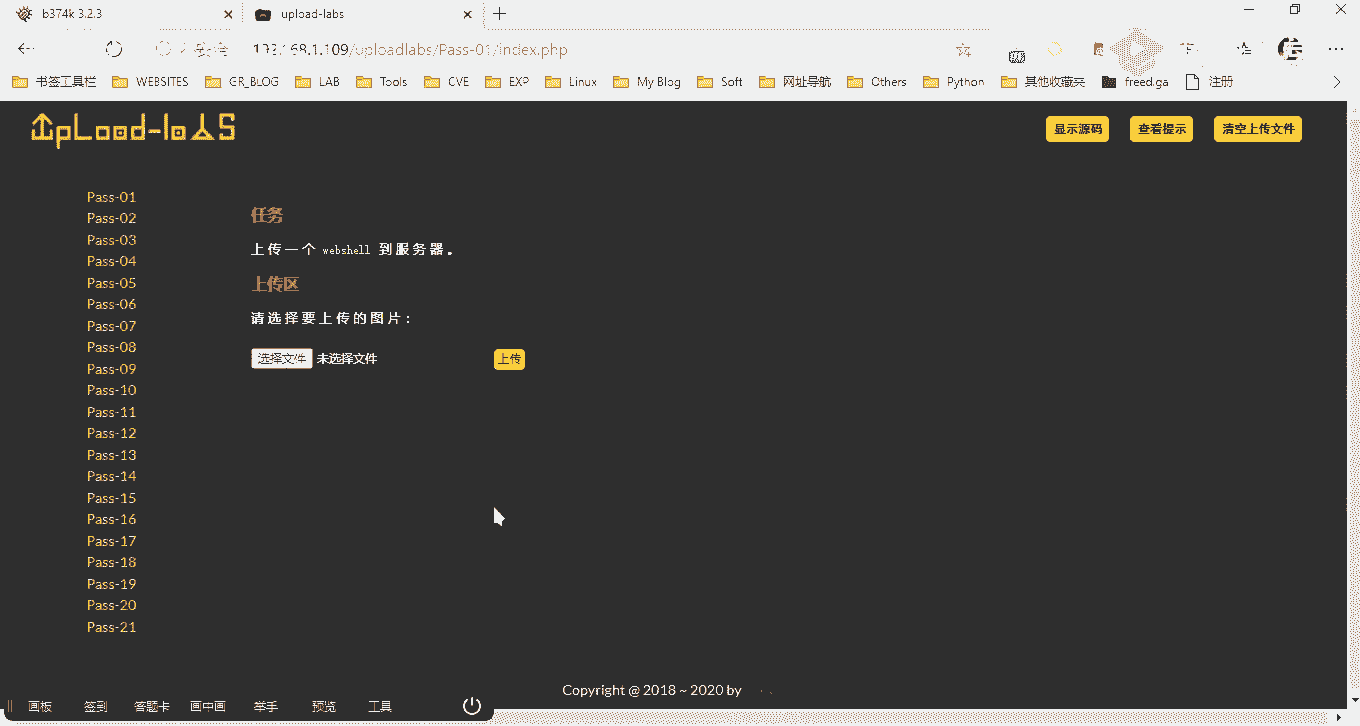 b374k 3.2.3
upload-labs
/uploadlabs/Pass-01/index.php
书签工具栏 WEBSITES GR_BLOG LAB Tools CVE EXP Linux My Blog Soft 网址导航 Others Python 其他收藏夹 freed.ga 注册
UpLoad-labs
显示源码 查看提示 清空上传文件
Pass-01
Pass-02
Pass-03
Pass-04
Pass-05
Pass-06
Pass-07
Pass-08
Pass-09
Pass-10
Pass-11
Pass-12
Pass-13
Pass-14
Pass-15
Pass-16
Pass-17
Pass-18
Pass-19
Pass-20
Pass-21
任务
上传一个 webshell 到服务器。
上传区
请选择要上传的图片：
选择文件 未选择文件 上传
Copyright @ 2018 ~ 2020 by
画板 签到 答题卡 画中画 举手 预览 工具